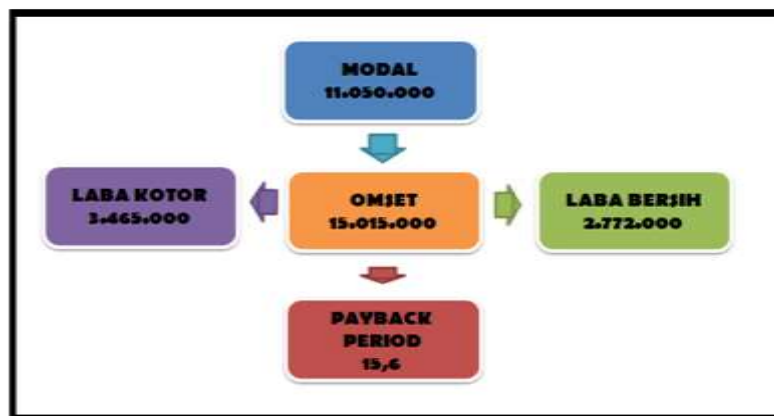 MODAL
11.050.000
LABA KOTOR
3.465.000
OMSET
15.015.000
LABA BERSIH
2.772.000
PAYBACK
PERIOD
15,6